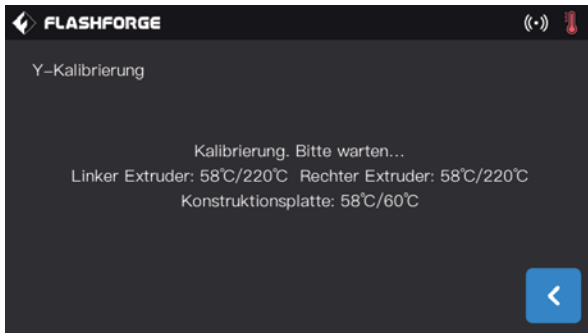 FLASHFORGE
Y-Kalibrierung
Kalibrierung. Bitte warten...
Linker Extruder: 58℃/220℃ Rechter Extruder: 58℃/220℃
Konstruktionsplatte: 58℃/60℃